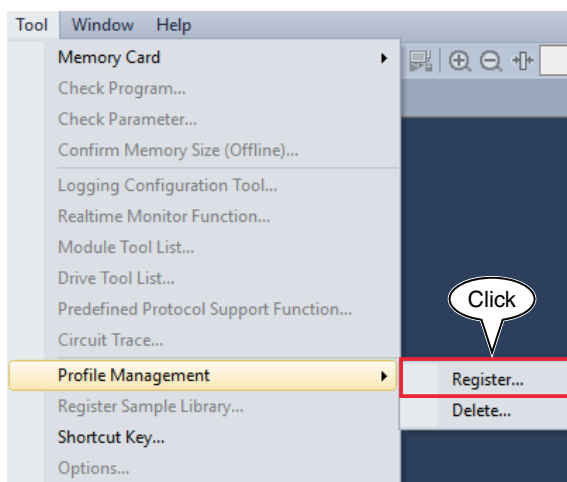 Tool Window Help
Memory Card
Check Program...
Check Parameter...
Confirm Memory Size (Offline)...
Logging Configuration Tool...
Realtime Monitor Function...
Module Tool List...
Drive Tool List...
Predefined Protocol Support Function...
Circuit Trace...
Click
Profile Management
Register...
Register Sample Library...
Delete...
Shortcut Key...
Options...